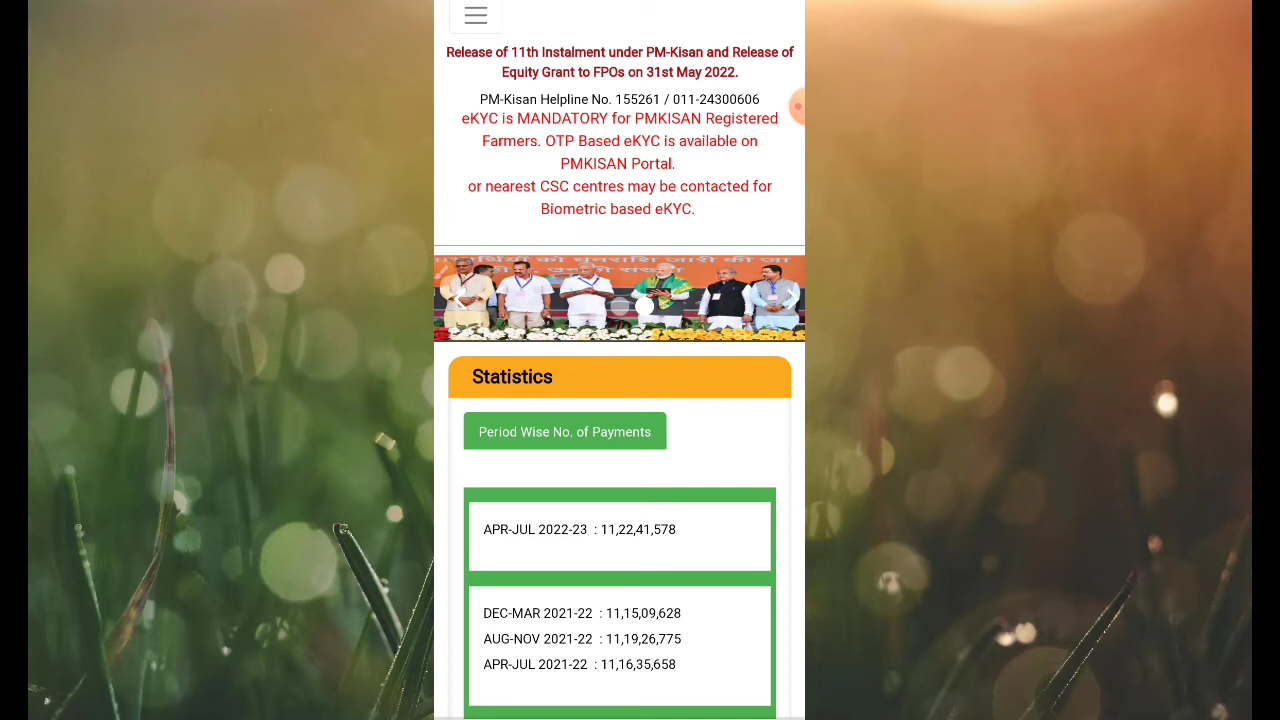 Release of 11th Instalment under PM-Kisan and Release of
Equity Grant to FPOs on 31st May 2022.
PM-Kisan Helpline No. 155261 / 011-24300606
eKYC is MANDATORY for PMKISAN Registered
Farmers. OTP Based eKYC is available on
PMKISAN Portal.
or nearest CSC centres may be contacted for
Biometric based eKYC.
को धनराशि जारी की जा
Statistics
Period Wise No. of Payments
APR-JUL 2022-23 : 11,22,41,578
DEC-MAR 2021-22 : 11,15,09,628
AUG-NOV 2021-22 : 11,19,26,775
APR-JUL 2021-22 : 11,16,35,658